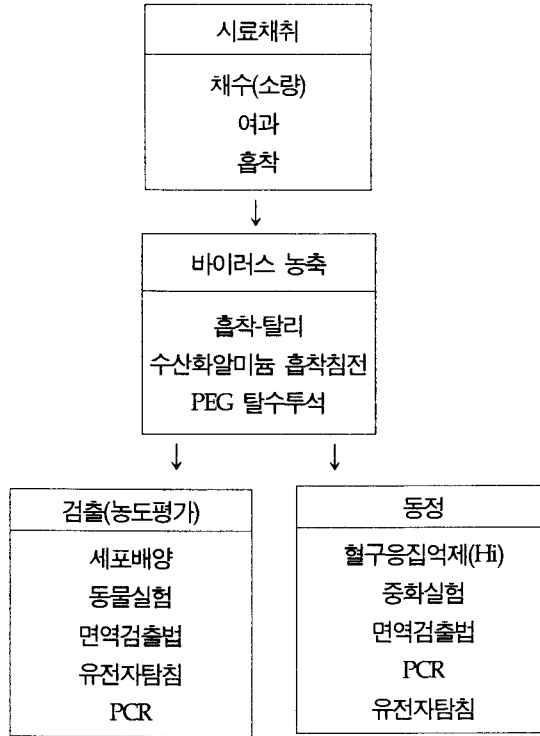 시료채취
채수(소량)
여과
흡착
↓
바이러스 농축
흡착-탈리
수산화알미늄 흡착침전
PEG 탈수투석
↓ ↓
검출(농도평가)
세포배양
동물실험
면역검출법
유전자탐침
PCR
동정
혈구응집억제(Hi)
중화실험
면역검출법
PCR
유전자탐침